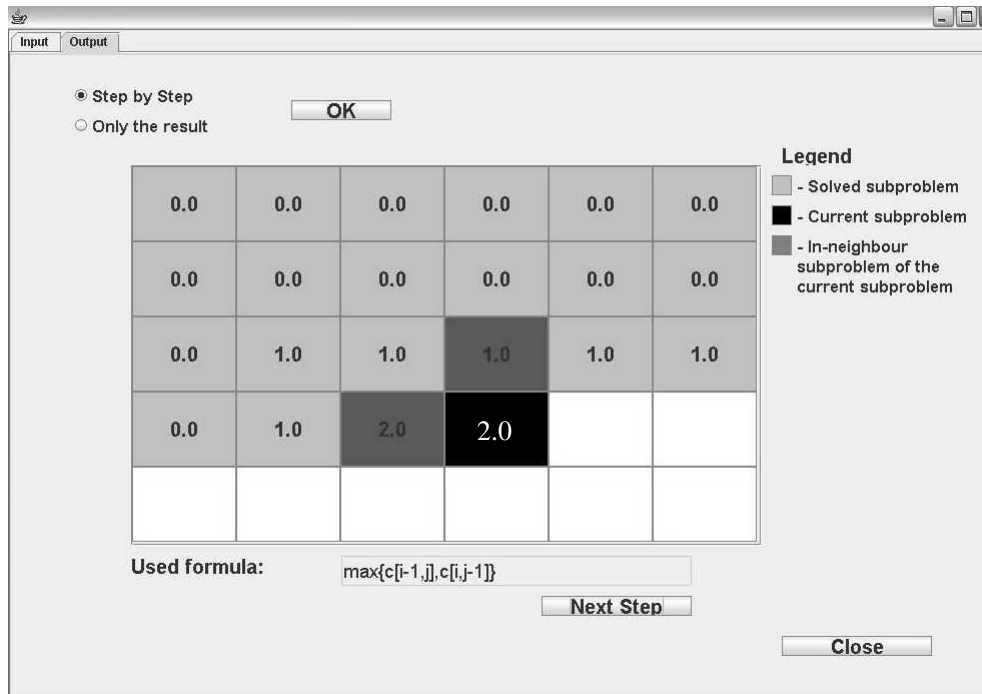 Input Output
Step by Step
OK
Only the result
Legend
- Solved subproblem
- Current subproblem
- In-neighbour
subproblem of the
current subproblem
0.0 0.0 0.0 0.0 0.0 0.0
0.0 0.0 0.0 0.0 0.0 0.0
0.0 1.0 1.0 1.0 1.0 1.0
0.0 1.0 2.0 2.0
Used formula: max{c[i-1,j],c[i,j-1]}
Next Step
Close